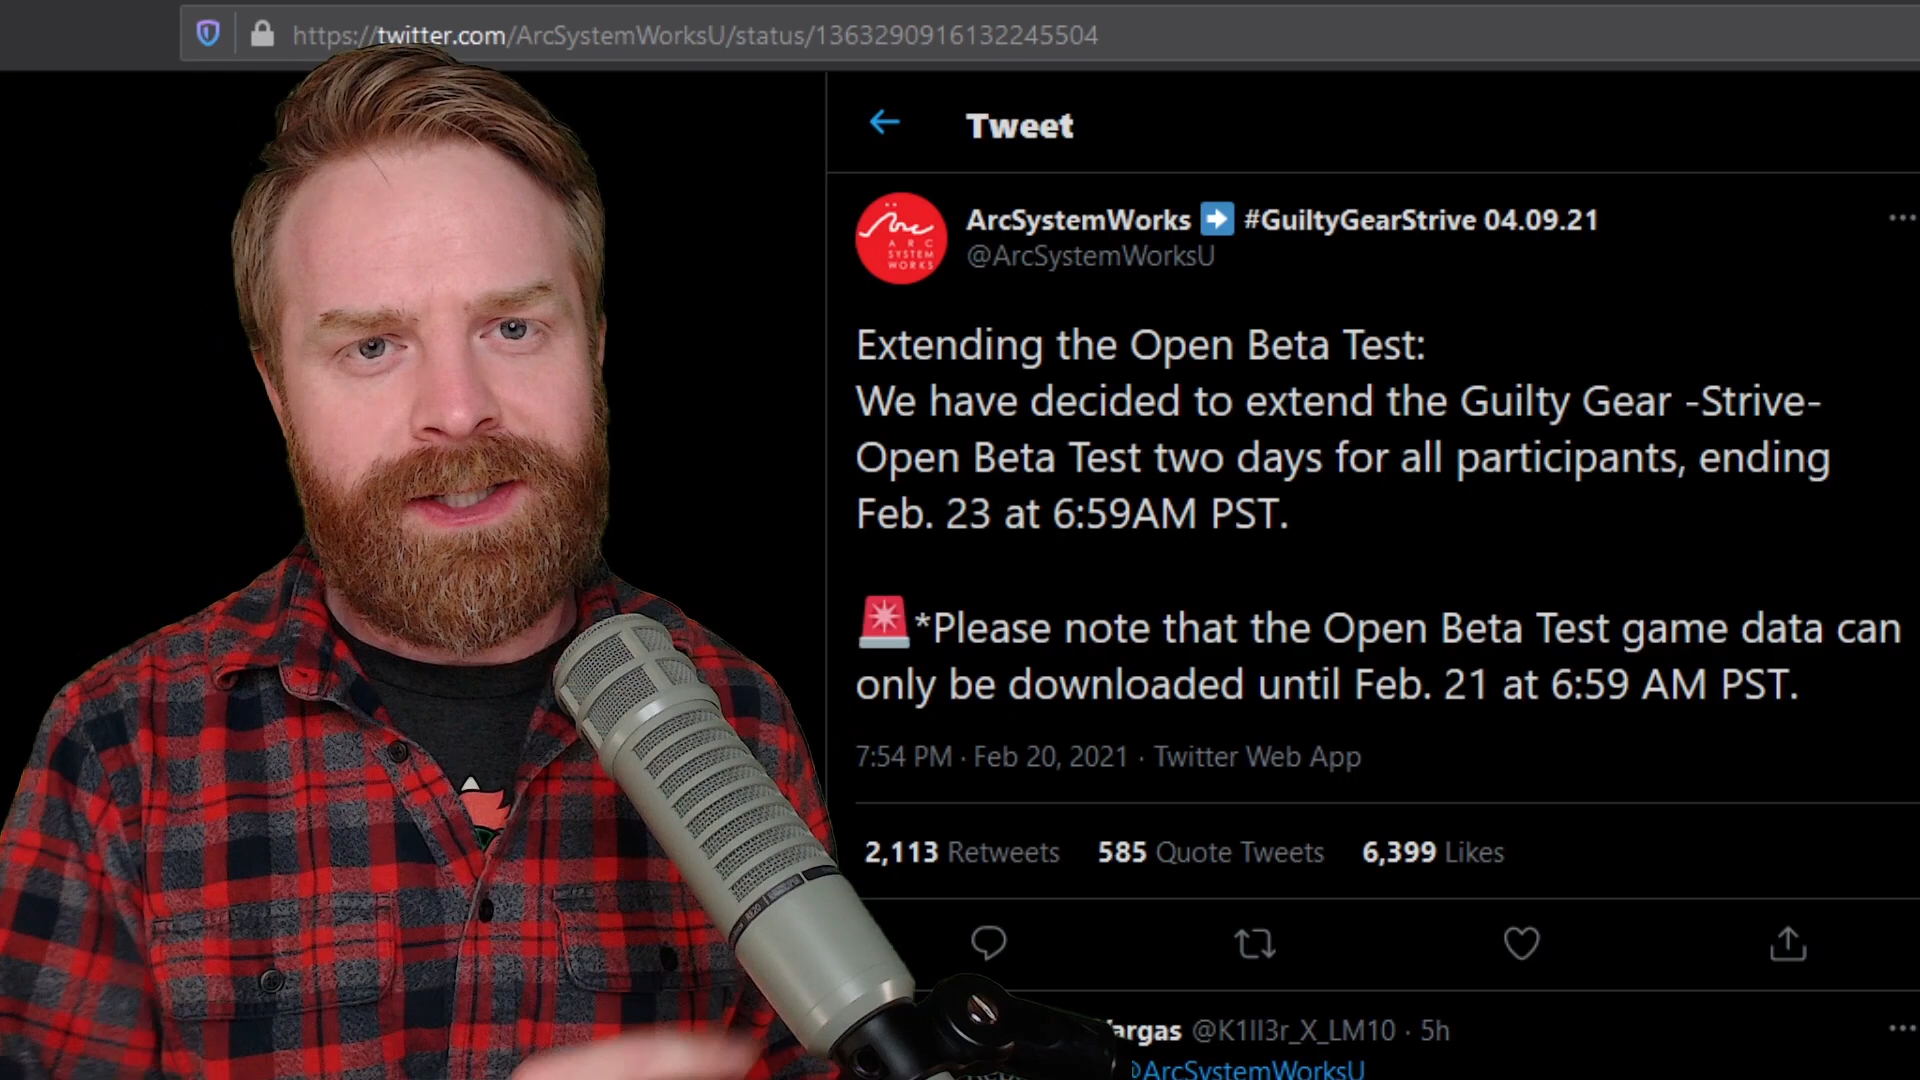 https://twitter.com/ArcSystemWorksU/status/1363290916132245504
Tweet
ARC
SYSTEM
WORKS
ArcSystemWorks ➡ #GuiltyGearStrive 04.09.21
@ArcSystemWorksU
Extending the Open Beta Test:
We have decided to extend the Guilty Gear -Strive-
Open Beta Test two days for all participants, ending
Feb. 23 at 6:59AM PST.
🚨*Please note that the Open Beta Test game data can
only be downloaded until Feb. 21 at 6:59 AM PST.
7:54 PM · Feb 20, 2021 · Twitter Web App
2,113 Retweets 585 Quote Tweets 6,399 Likes
@K1ll3r_X_LM10 · 5h
@ArcSystemWorksU